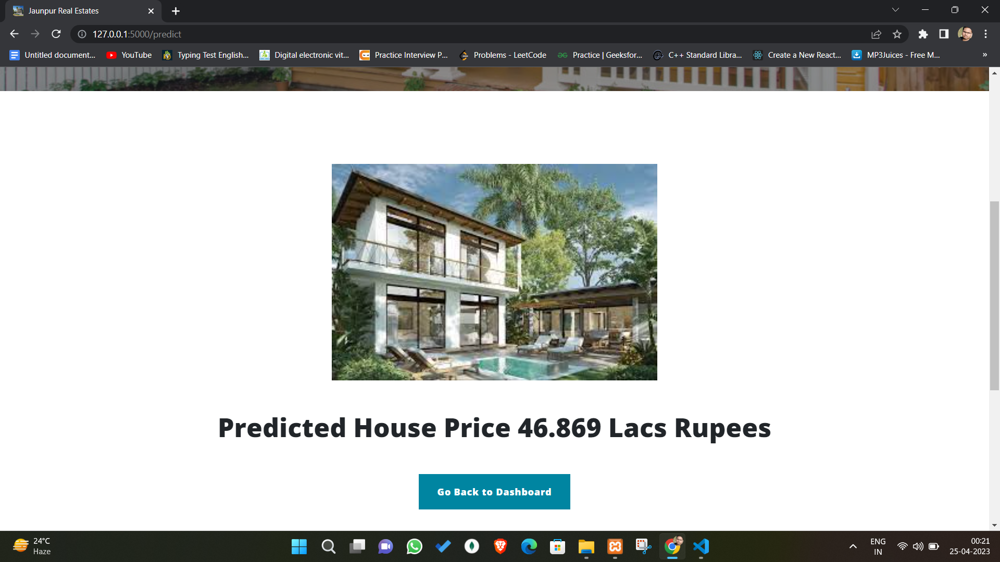 Jaunpur Real Estates
127.0.0.1:5000/predict
Untitled document...
YouTube
Typing Test English...
Digital electronic vit...
Practice Interview P...
Problems - LeetCode
Practice | Geeksfor...
C++ Standard Libra...
Create a New React...
MP3Juices - Free M...
»
Predicted House Price 46.869 Lacs Rupees
Go Back to Dashboard
24°C
Haze
ENG
IN
00:21
25-04-2023